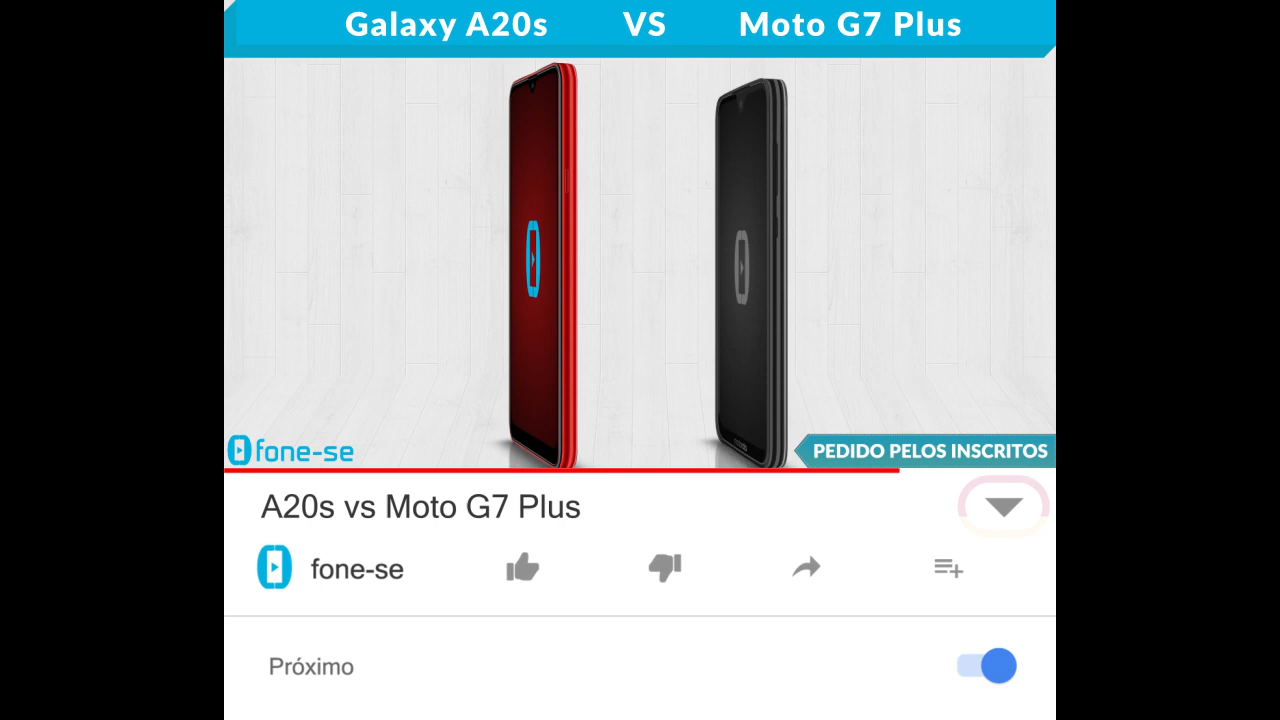 Galaxy A20s VS Moto G7 Plus
fone-se
PEDIDO PELOS INSCRITOS
A20s vs Moto G7 Plus
fone-se
Próximo